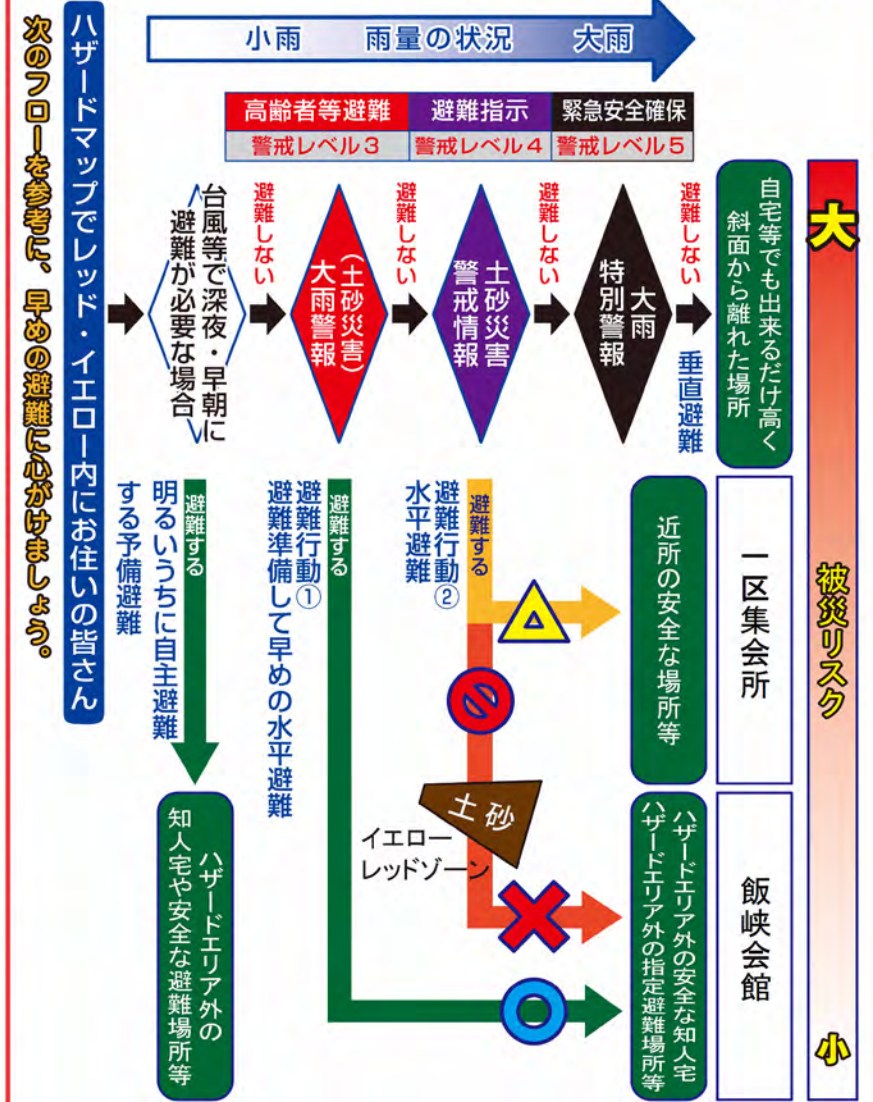 次のフローを参考に、早めの避難に心がけましょう。
ハザードマップでレッド・イエロー内にお住いの皆さん
小雨 雨量の状況 大雨
高齢者等避難
警戒レベル3
避難指示
警戒レベル4
緊急安全確保
警戒レベル5
台風等で深夜・早朝に
避難が必要な場合
避難しない
大雨警報
(土砂災害)
避難しない
土砂災害
警戒情報
避難しない
大雨
特別警報
避難しない
垂直避難
自宅等でも出来るだけ高く
斜面から離れた場所
避難する
明るいうちに自主避難
する予備避難
避難する
避難行動①
避難準備して早めの水平避難
避難する
避難行動②
水平避難
土砂
イエロー
レッドゾーン
近所の安全な場所等
一区集会所
ハザードエリア外の
知人宅や安全な避難場所等
ハザードエリア外の安全な知人宅
ハザードエリア外の指定避難場所等
飯峡会館
大
被災リスク
小